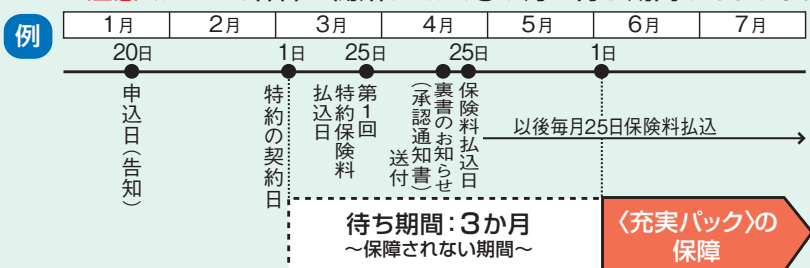 例
1月 2月 3月 4月 5月 6月 7月
20日 1日 25日 25日 1日
申込日（告知）
特約の契約日
第1回
特約保険料
払込日
裏書のお知らせ
（承認通知書）
送付
保険料払込日
以後毎月25日保険料払込
待ち期間：3か月
～保障されない期間～
〈充実パック〉の
保障